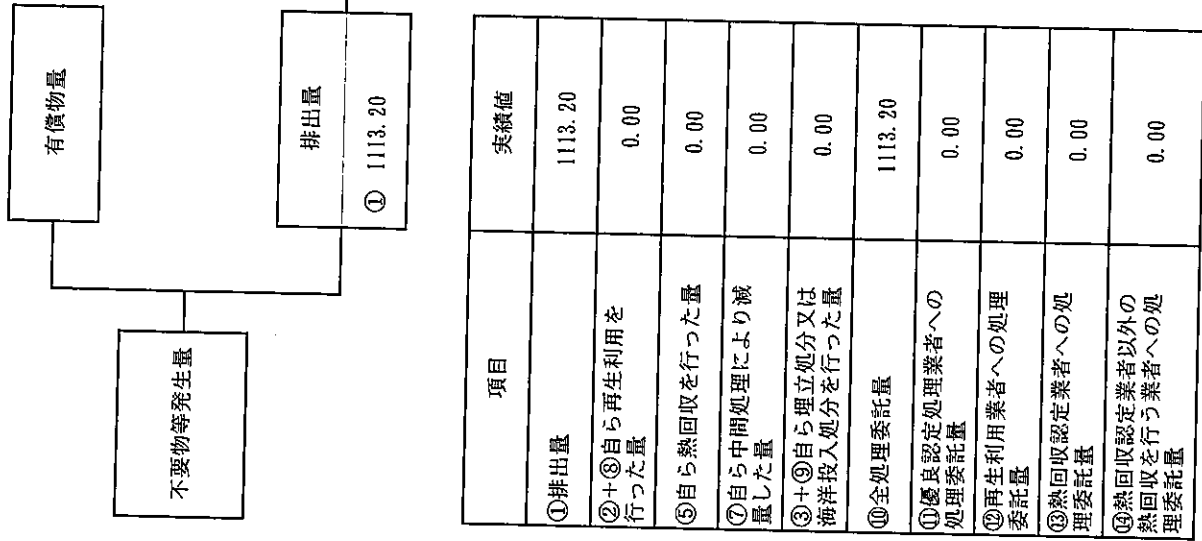 有償物量
不要物等発生量
排出量
① 1113.20
項目 実績値
①排出量 1113.20
②+⑧自ら再生利用を
行った量 0.00
⑤自ら熱回収を行った量 0.00
⑦自ら中間処理により減
量した量 0.00
③+⑨自ら埋立処分又は
海洋投入処分を行った量 0.00
⑩全処理委託量 1113.20
⑪優良認定処理業者への
処理委託量 0.00
⑫再生利用業者への処理
委託量 0.00
⑬熱回収認定業者への処
理委託量 0.00
⑭熱回収認定業者以外の
熱回収を行う業者への処
理委託量 0.00